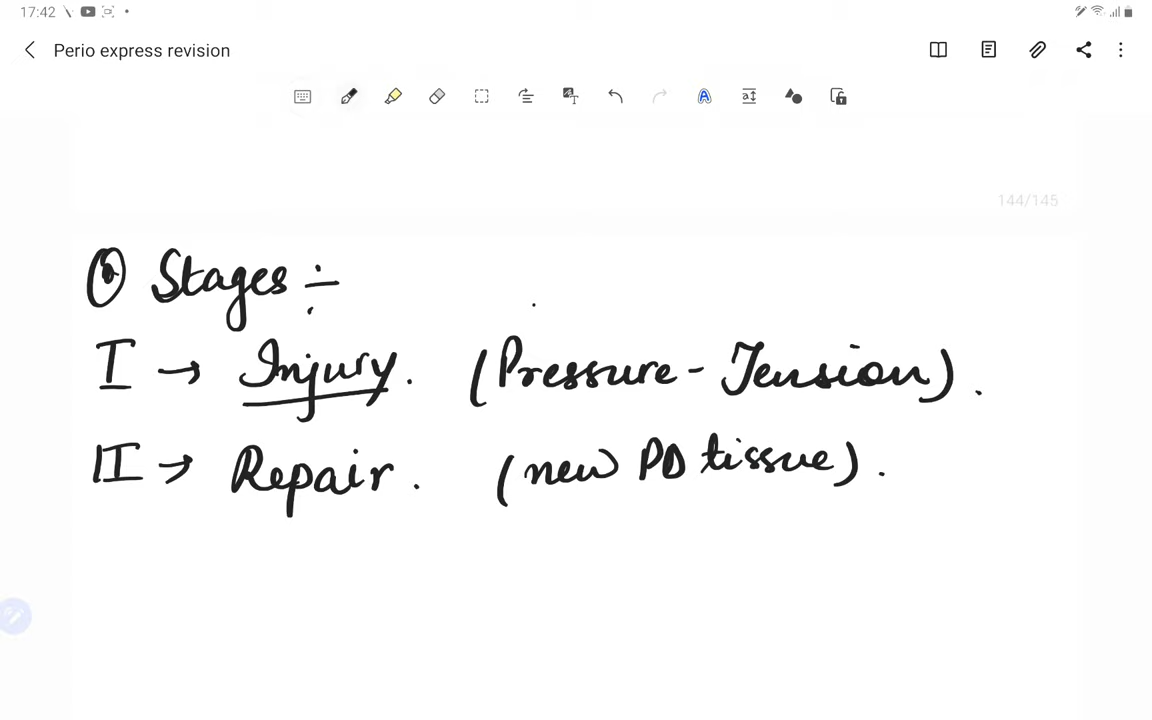 17:42
Perio express revision
144/145
Stages ÷
I → Injury. (Pressure - Tension).
II → Repair. (new PD tissue).